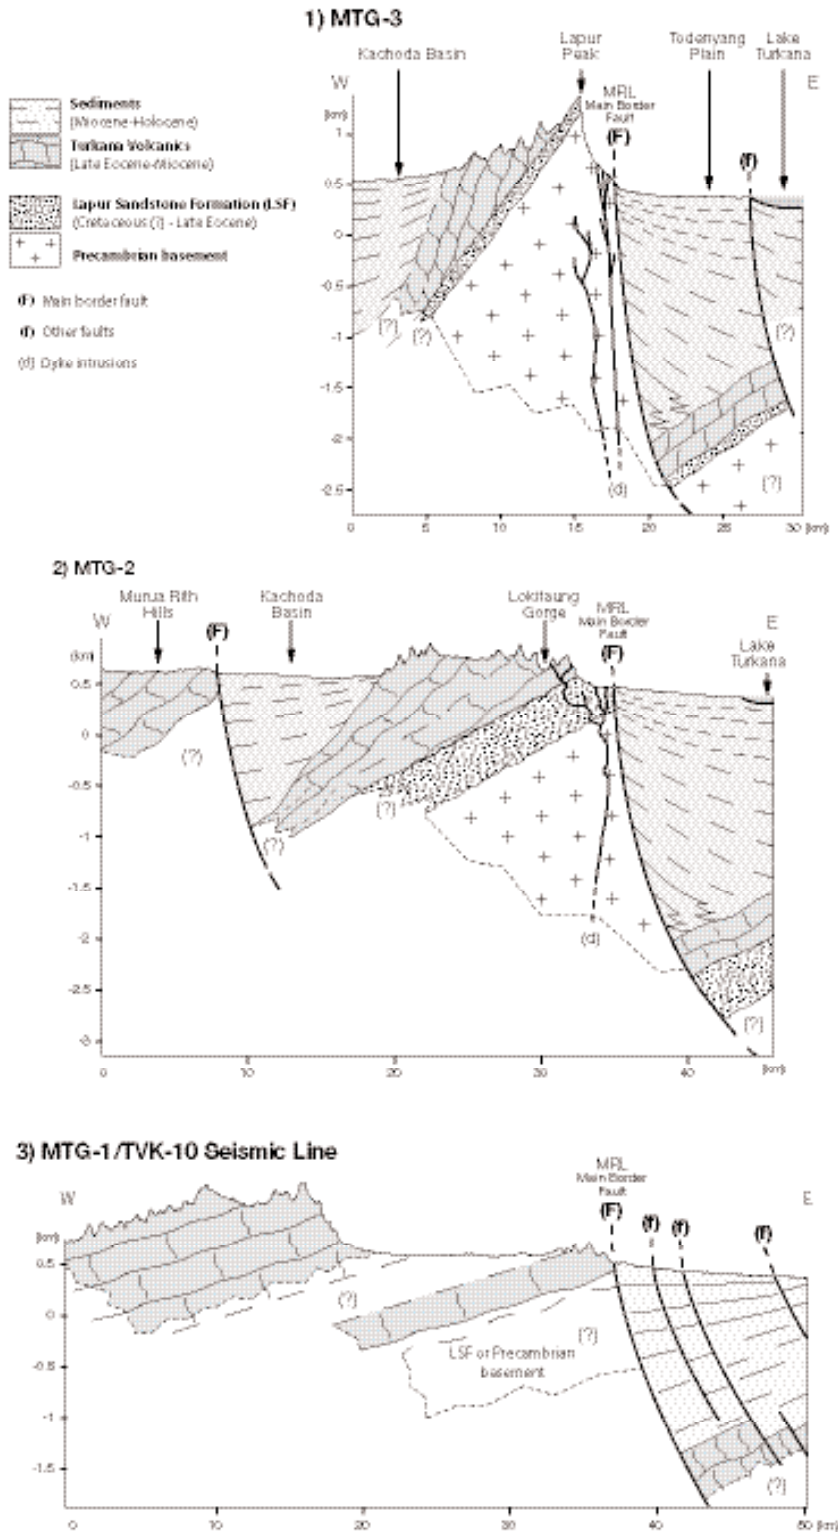 1) MTG-3
Kachoda Basin
Lapur
Peak
Todenyang
Plain
Lake
Turkana
W
E
MRL
Main Border
Fault
(F)
(f)
[km]
1
0.5
0
-0.5
-1
-1.5
-2
-2.5
(?)
(?)
(?)
(?)
(d)
0
5
10
15
20
25
30 [km]
Sediments
(Miocene-Holocene)
Turkana Volcanics
(Late Eocene-Miocene)
Lapur Sandstone Formation (LSF)
(Cretaceous (?) - Late Eocene)
Precambrian basement
(F) Main border fault
(f) Other faults
(d) Dyke intrusions
2) MTG-2
Murua Rith
Hills
Kachoda
Basin
Lokitaung
Gorge
MRL
Main Border
Fault
(F)
W
(F)
E
Lake
Turkana
[km]
0.5
0
-0.5
-1
-1.5
-2
-3
(?)
(?)
(?)
(d)
(?)
0
10
20
30
40
[km]
3) MTG-1/TVK-10 Seismic Line
MRL
Main Border
Fault
(F)
(f)
(f)
(f)
W
E
[km]
0.5
0
-0.5
-1
-1.5
(?)
(?)
LSF or Precambrian
basement
(?)
0
10
20
30
40
50 [km]